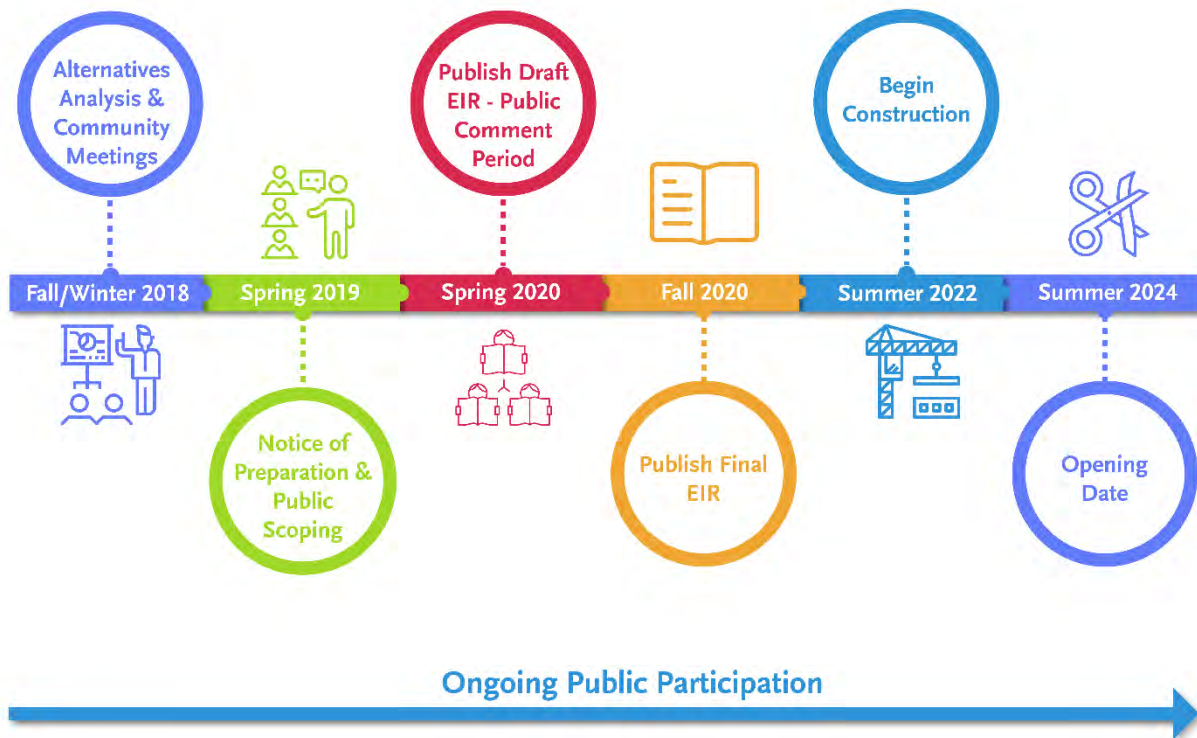 Alternatives
Analysis &
Community
Meetings
Publish Draft
EIR - Public
Comment
Period
Begin
Construction
Fall/Winter 2018
Spring 2019
Spring 2020
Fall 2020
Summer 2022
Summer 2024
Notice of
Preparation &
Public
Scoping
Publish Final
EIR
Opening
Date
Ongoing Public Participation